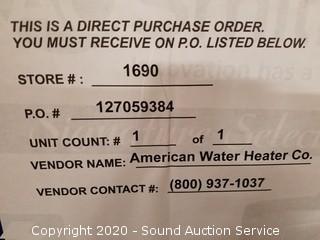 THIS IS A DIRECT PURCHASE ORDER.
YOU MUST RECEIVE ON P.O. LISTED BELOW.
STORE # : 1690
P.O. # 127059384
UNIT COUNT: # 1 of 1
VENDOR NAME: American Water Heater Co.
VENDOR CONTACT #: (800) 937-1037
Copyright 2020 - Sound Auction Service